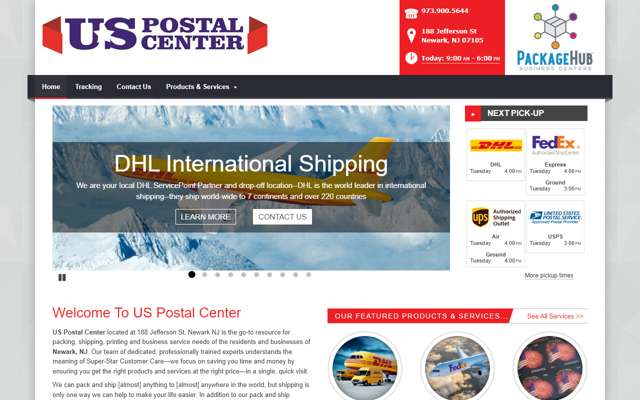 US POSTAL CENTER
973.900.5644
188 Jefferson St
Newark, NJ 07105
Today: 9:00 AM - 6:00 PM
PACKAGEHUB
BUSINESS CENTERS
Home Tracking Contact Us Products & Services
DHL International Shipping
We are your local DHL ServicePoint Partner and drop-off location--DHL is the world leader in international
shipping--they ship world-wide to 7 continents and over 220 countries
LEARN MORE CONTACT US
NEXT PICK-UP
DHL
DHL
Tuesday 4:00 PM
FedEx
Authorized ShipCenter
Express
Tuesday 4:00 PM
Ground
Tuesday 3:00 PM
ups Authorized Shipping Outlet
Air
Tuesday 4:00 PM
Ground
Tuesday 4:00 PM
UNITED STATES POSTAL SERVICE
Approved Postal Provider
USPS
Tuesday 4:00 PM
More pickup times
Welcome To US Postal Center
US Postal Center located at 188 Jefferson St, Newark NJ is the go-to resource for
packing, shipping, printing and business service needs of the residents and businesses of
Newark, NJ. Our team of dedicated, professionally trained experts understands the
meaning of Super-Star Customer Care—we focus on saving you time and money by
ensuring you get the right products and services at the right price—in a single, quick visit.
We can pack and ship [almost] anything to [almost] anywhere in the world, but shipping is
only one way we can help to make your life easier. In addition to our pack and ship
OUR FEATURED PRODUCTS & SERVICES...
See All Services >>
DHL
FedEx